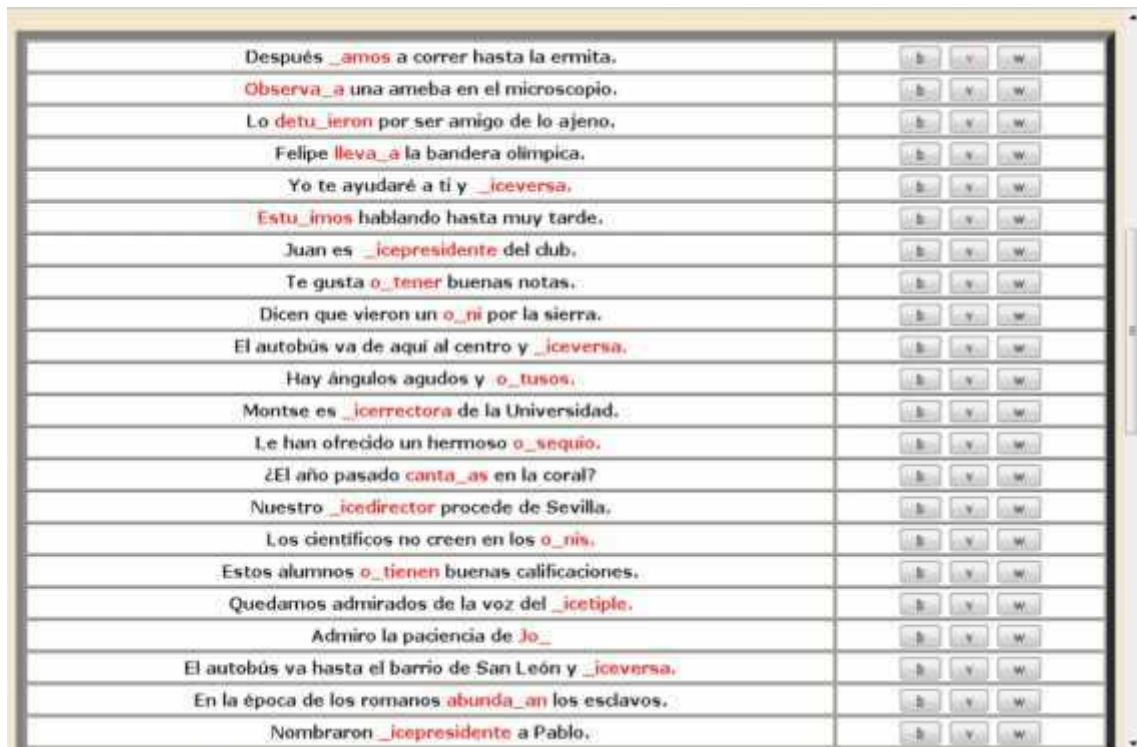 Después _amos a correr hasta la ermita. b v w
Observa_a una ameba en el microscopio. b v w
Lo detu_ieron por ser amigo de lo ajeno. b v w
Felipe lleva_a la bandera olímpica. b v w
Yo te ayudaré a ti y _iceversa. b v w
Estu_imos hablando hasta muy tarde. b v w
Juan es _icepresidente del club. b v w
Te gusta o_tener buenas notas. b v w
Dicen que vieron un o_ni por la sierra. b v w
El autobús va de aquí al centro y _iceversa. b v w
Hay ángulos agudos y o_tusos. b v w
Montse es _icerrectora de la Universidad. b v w
Le han ofrecido un hermoso o_sequio. b v w
¿El año pasado canta_as en la coral? b v w
Nuestro _icedirector procede de Sevilla. b v w
Los científicos no creen en los o_nis. b v w
Estos alumnos o_tienen buenas calificaciones. b v w
Quedamos admirados de la voz del _icetiple. b v w
Admiro la paciencia de Jo_ b v w
El autobús va hasta el barrio de San León y _iceversa. b v w
En la época de los romanos abunda_an los esclavos. b v w
Nombraron _icepresidente a Pablo. b v w